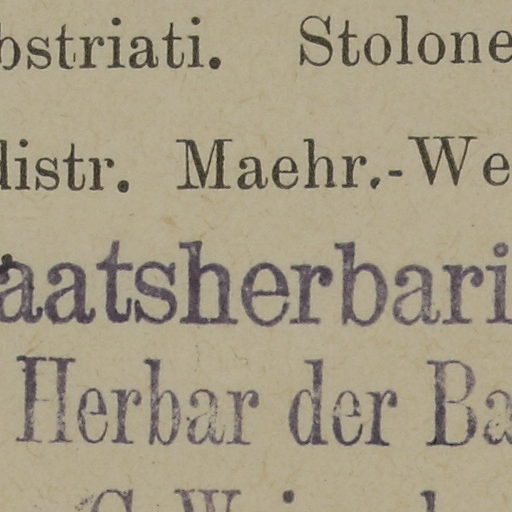 bstriati. Stolone
distr. Maehr.-We
aatsherbari
Herbar der Ba